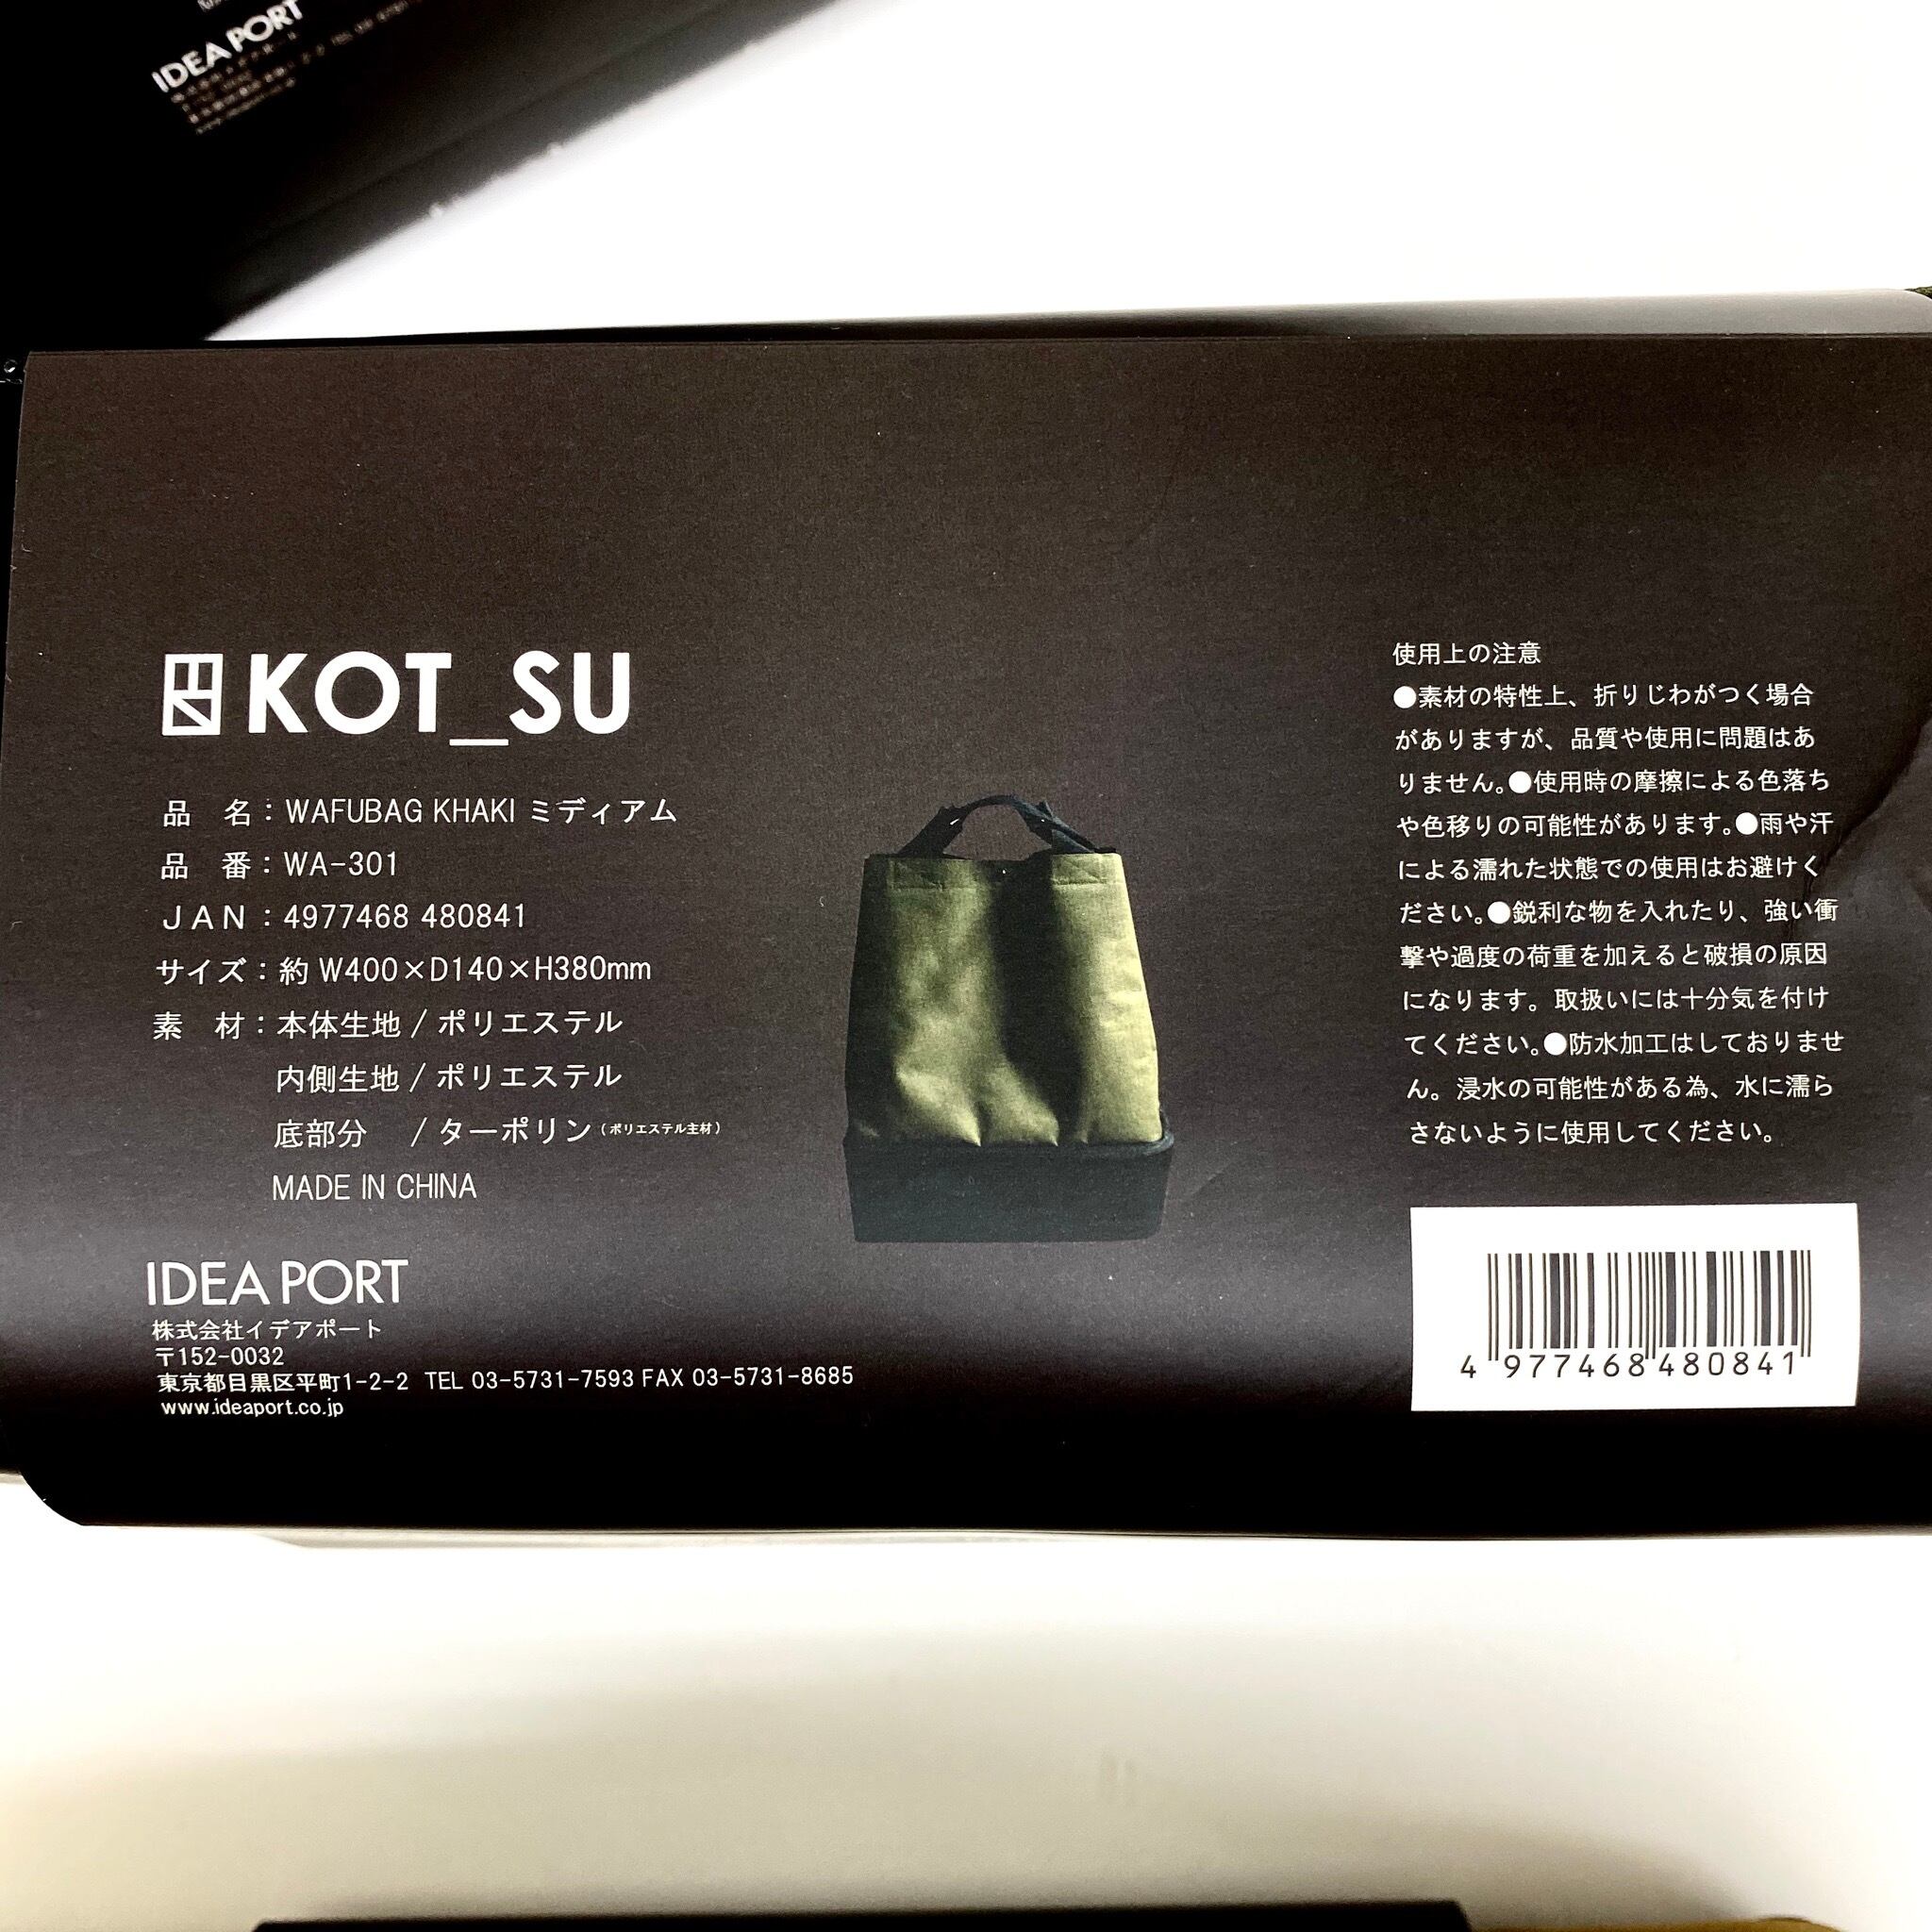 IDEA PORT
KOT_SU
品　名：WAFUBAG KHAKI ミディアム
品　番：WA-301
JAN：4977468 480841
サイズ：約 W400×D140×H380mm
素　材：本体生地 / ポリエステル
内側生地 / ポリエステル
底部分　/ ターポリン（ポリエステル主材）
MADE IN CHINA
IDEA PORT
株式会社イデアポート
〒152-0032
東京都目黒区平町1-2-2 TEL 03-5731-7593 FAX 03-5731-8685
www.ideaport.co.jp
使用上の注意
●素材の特性上、折りじわがつく場合
がありますが、品質や使用に問題はあ
りません。●使用時の摩擦による色落ち
や色移りの可能性があります。●雨や汗
による濡れた状態での使用はお避けく
ださい。●鋭利な物を入れたり、強い衝
撃や過度の荷重を加えると破損の原因
になります。取扱いには十分気を付け
てください。●防水加工はしておりませ
ん。浸水の可能性がある為、水に濡ら
さないように使用してください。
4 977468 480841